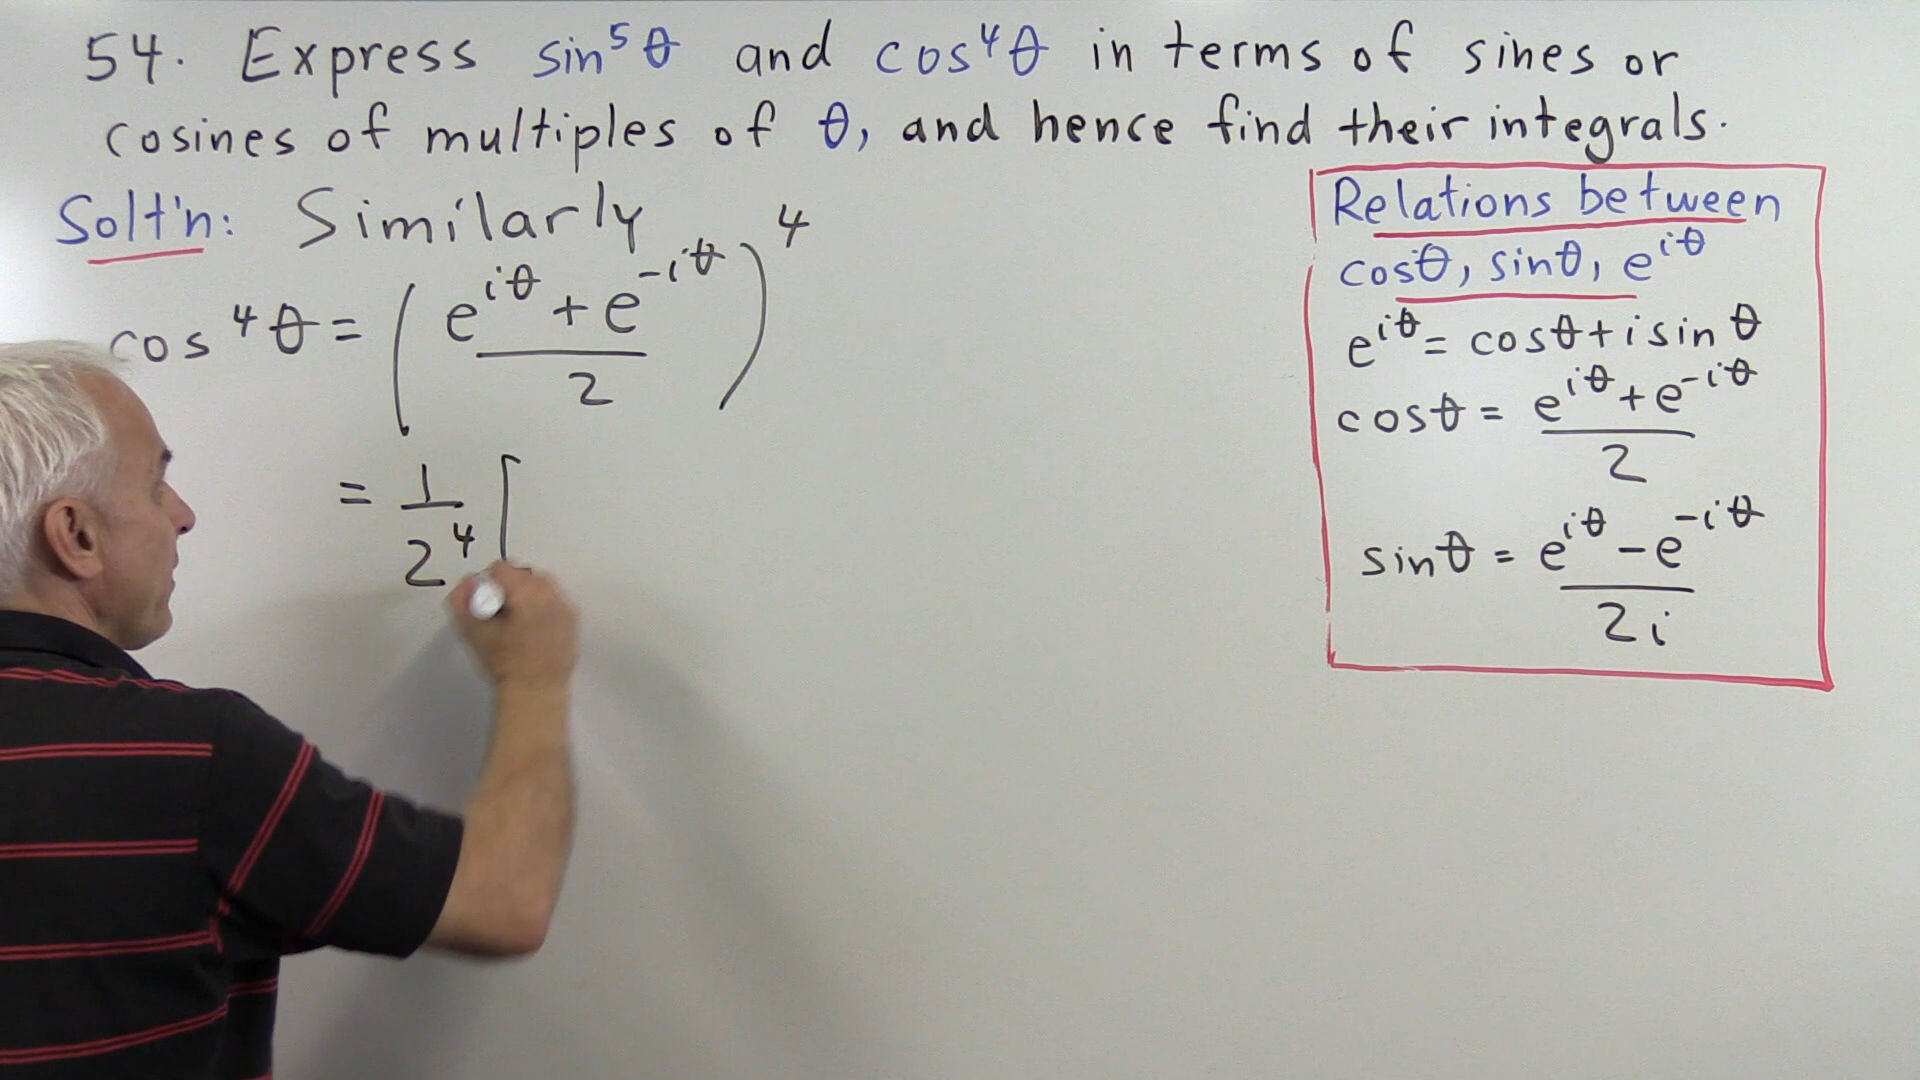 54. Express sin⁵θ and cos⁴θ in terms of sines or
cosines of multiples of θ, and hence find their integrals.
Solt'n: Similarly
cos⁴θ = ( (e^{iθ} + e^{-iθ}) / 2 )⁴
= 1/2⁴ [
Relations between
cosθ, sinθ, e^{iθ}
e^{iθ} = cosθ + i sin θ
cosθ = (e^{iθ} + e^{-iθ}) / 2
sinθ = (e^{iθ} - e^{-iθ}) / 2i